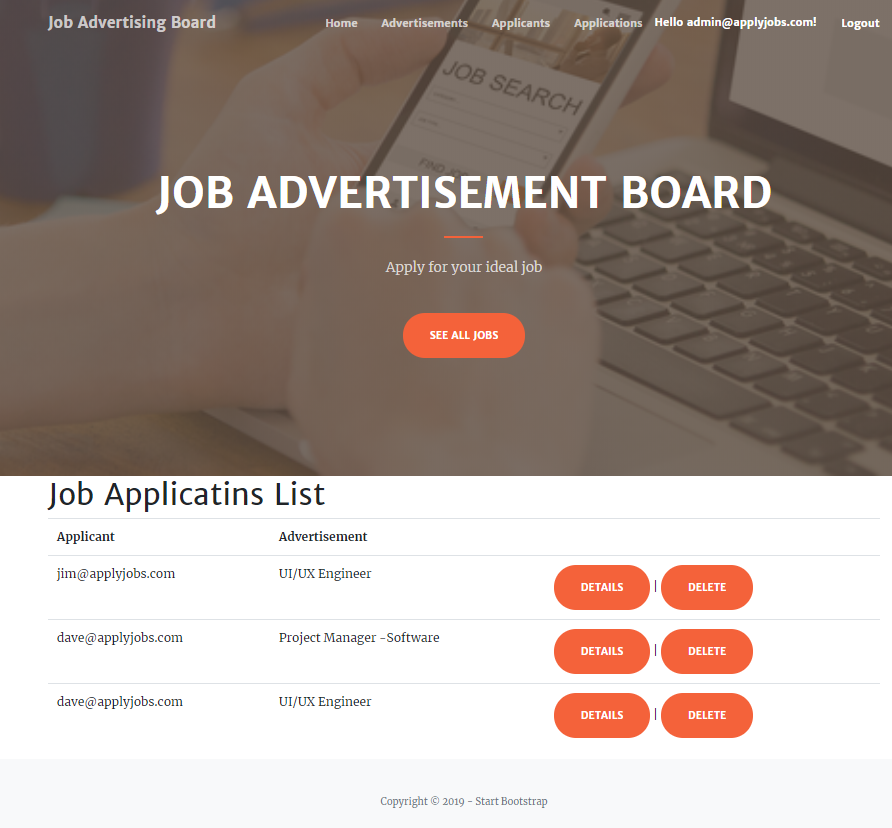 Job Advertising Board Home Advertisements Applicants Applications Hello admin@applyjobs.com! Logout
JOB SEARCH
FIND JOB
JOB ADVERTISEMENT BOARD
Apply for your ideal job
SEE ALL JOBS
Job Applicatins List
Applicant Advertisement
jim@applyjobs.com UI/UX Engineer DETAILS | DELETE
dave@applyjobs.com Project Manager -Software DETAILS | DELETE
dave@applyjobs.com UI/UX Engineer DETAILS | DELETE
Copyright © 2019 - Start Bootstrap